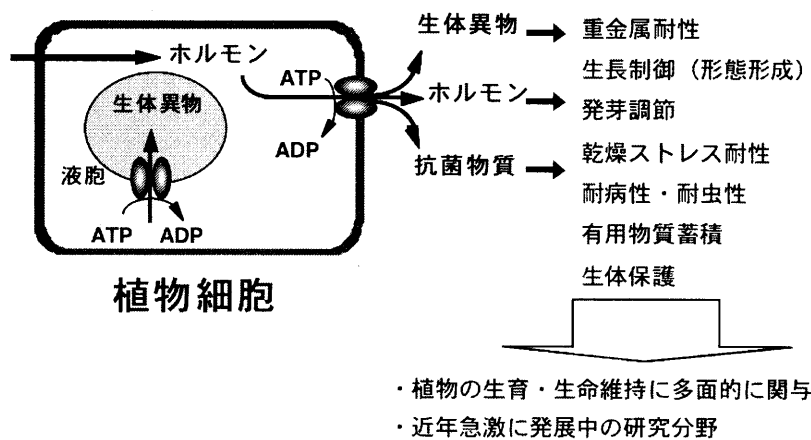 ホルモン
生体異物
液胞
ATP
ADP
ATP
ADP
植物細胞
生体異物
ホルモン
抗菌物質
重金属耐性
生長制御（形態形成）
発芽調節
乾燥ストレス耐性
耐病性・耐虫性
有用物質蓄積
生体保護
・植物の生育・生命維持に多面的に関与
・近年急激に発展中の研究分野